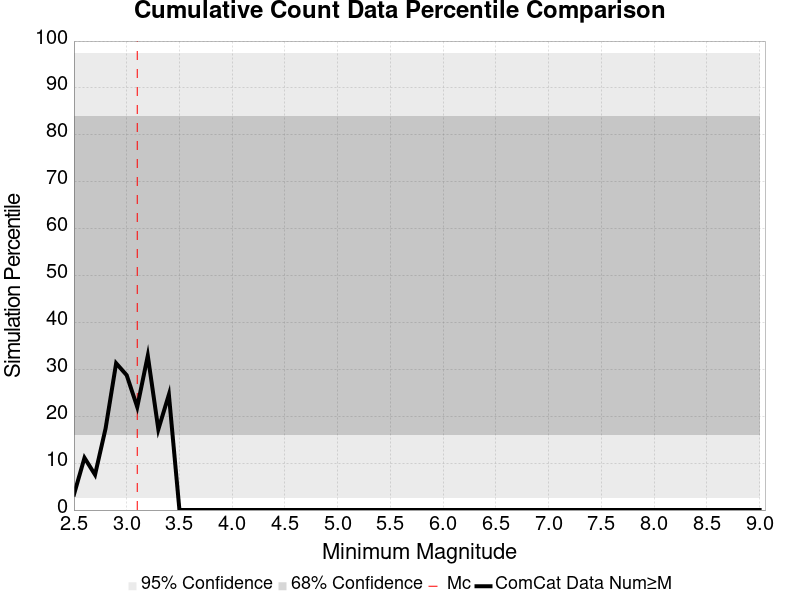 Cumulative Count Data Percentile Comparison
100
90
80
70
60
50
40
30
20
10
0
Simulation Percentile
2.5 3.0 3.5 4.0 4.5 5.0 5.5 6.0 6.5 7.0 7.5 8.0 8.5 9.0
Minimum Magnitude
95% Confidence 68% Confidence Mc ComCat Data Num≥M